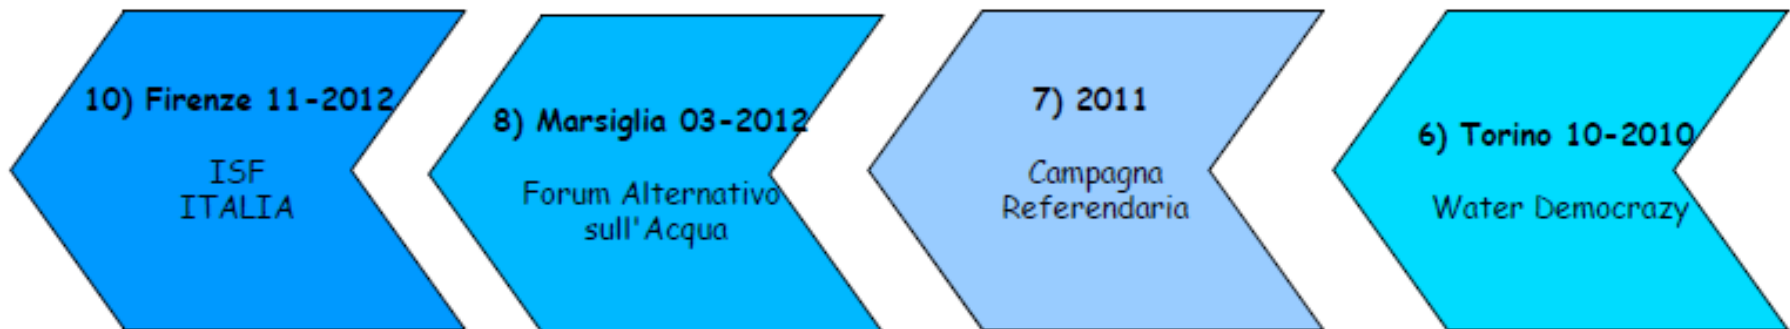 10) Firenze 11-2012
ISF
ITALIA
8) Marsiglia 03-2012
Forum Alternativo
sull'Acqua
7) 2011
Campagna
Referendaria
6) Torino 10-2010
Water Democrazy